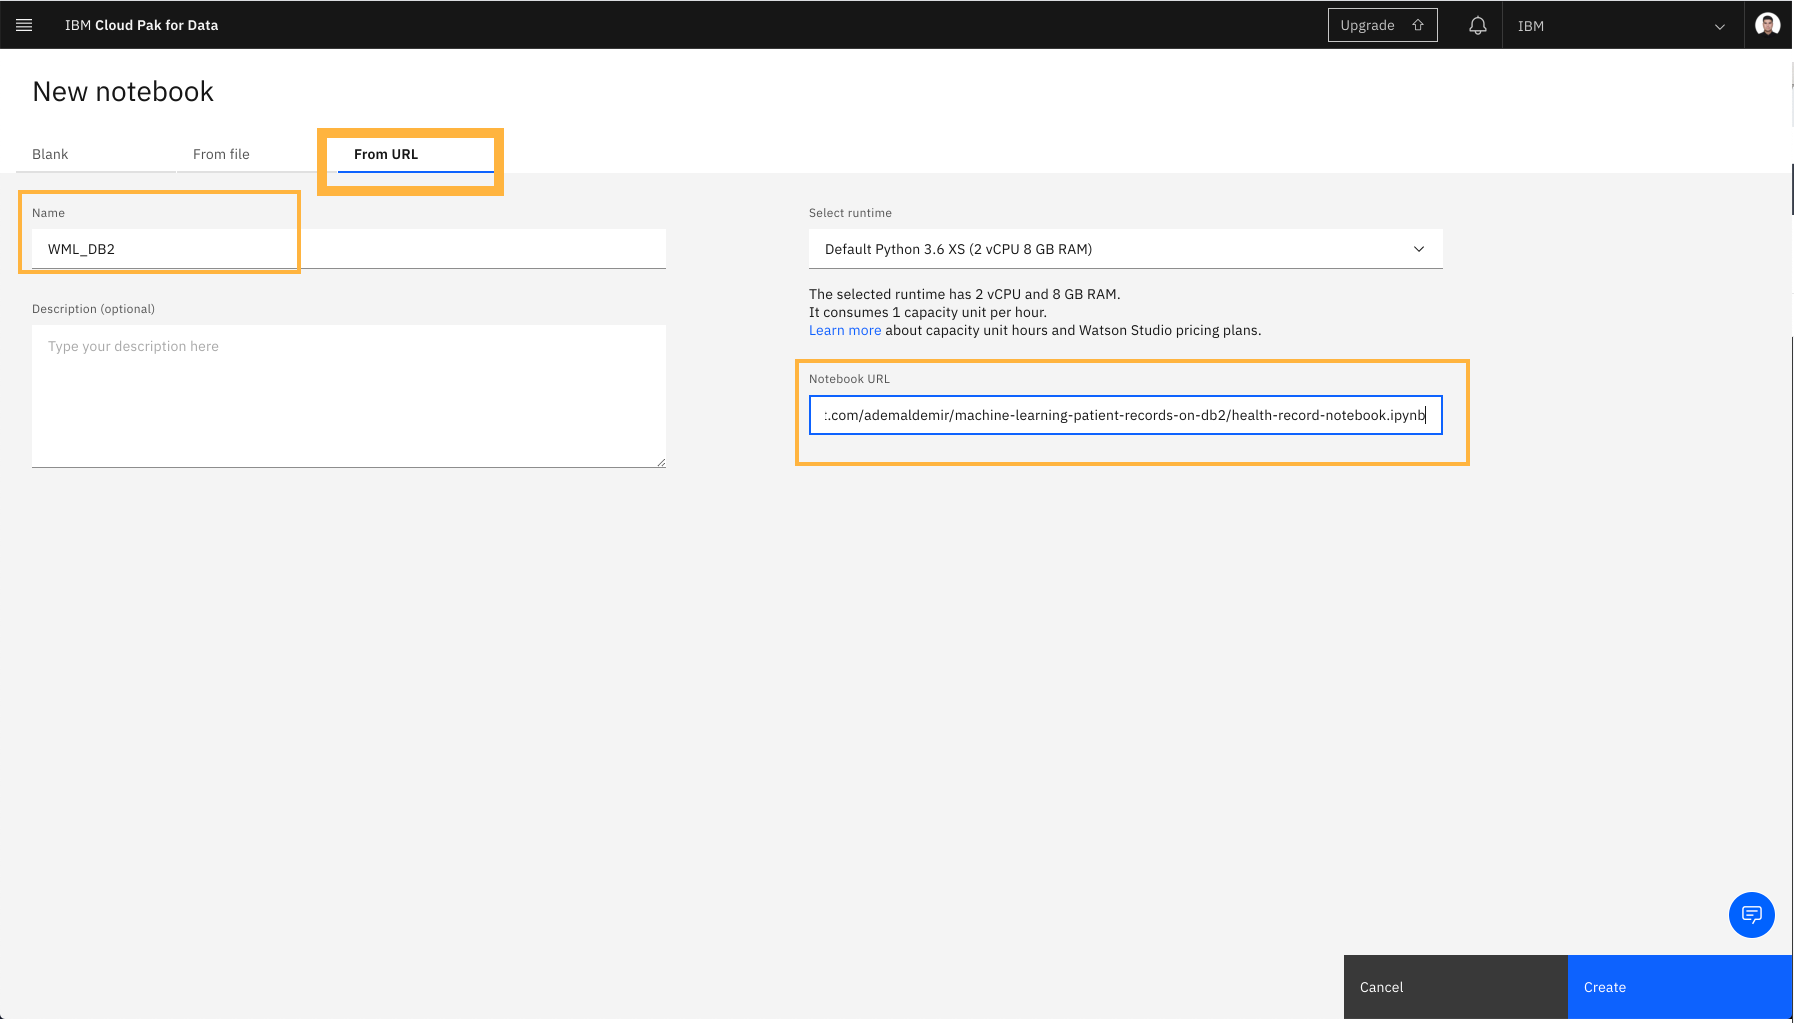 IBM Cloud Pak for Data
Upgrade
IBM
New notebook
Blank
From file
From URL
Name
WML_DB2
Description (optional)
Type your description here
Select runtime
Default Python 3.6 XS (2 vCPU 8 GB RAM)
The selected runtime has 2 vCPU and 8 GB RAM.
It consumes 1 capacity unit per hour.
Learn more about capacity unit hours and Watson Studio pricing plans.
Notebook URL
.com/ademaldemir/machine-learning-patient-records-on-db2/health-record-notebook.ipynb
Cancel
Create